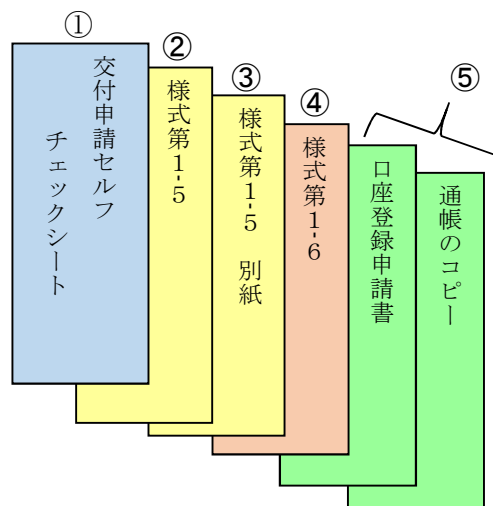 ①
交付申請セルフ
チェックシート
②
様式第1-5
③
様式第1-5　別紙
④
様式第1-6
⑤
口座登録申請書
通帳のコピー